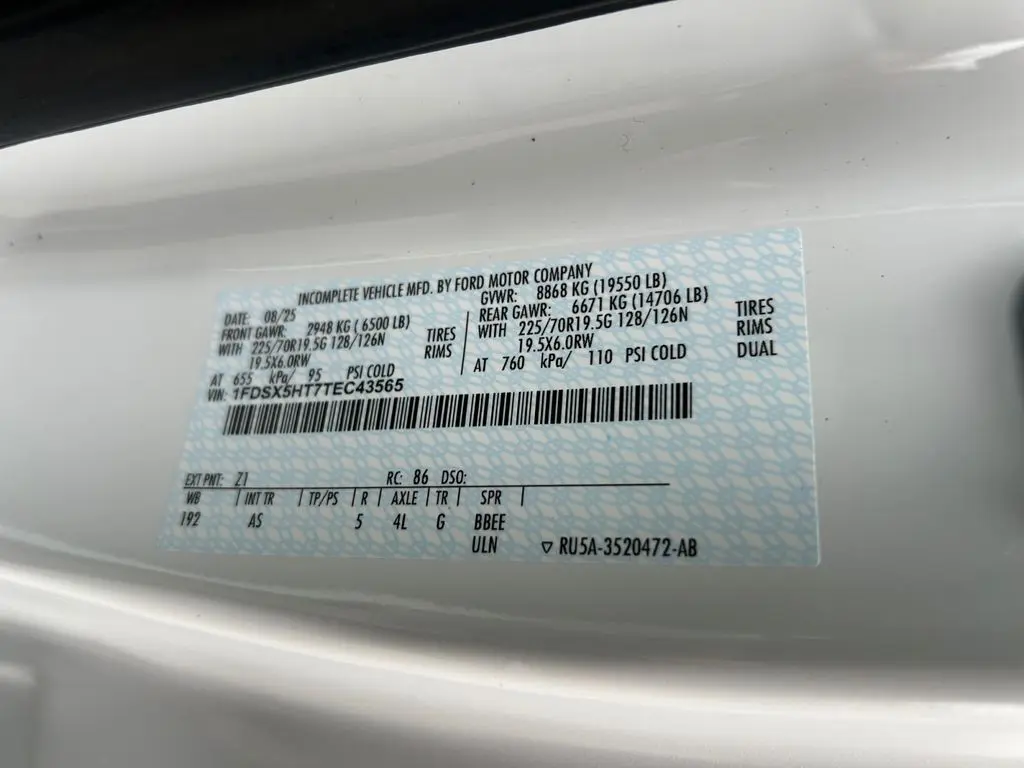 INCOMPLETE VEHICLE MFD. BY FORD MOTOR COMPANY
DATE: 08/25 GVWR: 8868 KG (19550 LB)
FRONT GAWR: 2948 KG ( 6500 LB) REAR GAWR: 6671 KG (14706 LB)
WITH 225/70R19.5G 128/126N TIRES WITH 225/70R19.5G 128/126N TIRES
19.5X6.0RW RIMS 19.5X6.0RW RIMS
AT 655 kPa/ 95 PSI COLD AT 760 kPa/ 110 PSI COLD DUAL
VIN: 1FDSX5HT7TEC43565
EXT PNT: Z1 RC: 86 DSO:
WB INT TR TP/PS R AXLE TR SPR
192 AS 5 4L G BBEE
ULN ▽ RU5A-3520472-AB